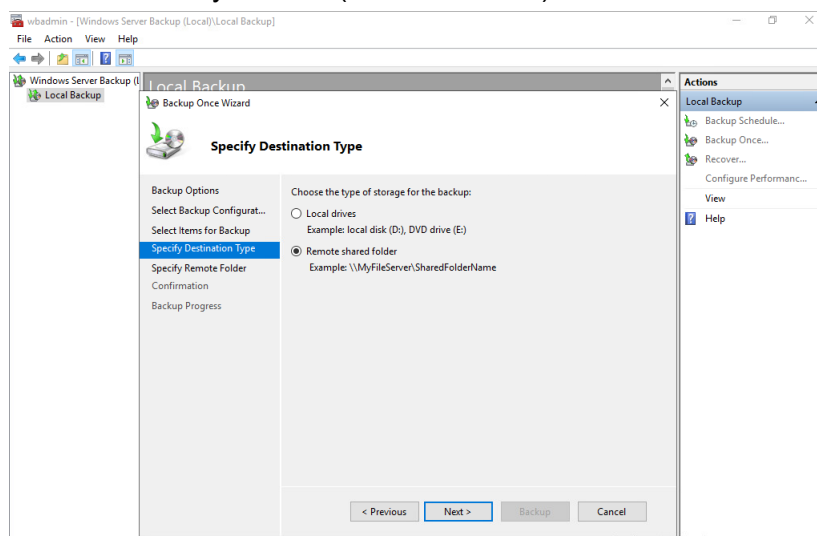 wbadmin - [Windows Server Backup (Local)\Local Backup]
File Action View Help
Windows Server Backup (L
Local Backup
Local Backup
Backup Once Wizard
Specify Destination Type
Backup Options
Select Backup Configurat...
Select Items for Backup
Specify Destination Type
Specify Remote Folder
Confirmation
Backup Progress
Choose the type of storage for the backup:
Local drives
Example: local disk (D:), DVD drive (E:)
Remote shared folder
Example: \\MyFileServer\SharedFolderName
< Previous Next > Backup Cancel
Actions
Local Backup
Backup Schedule...
Backup Once...
Recover...
Configure Performanc...
View
Help